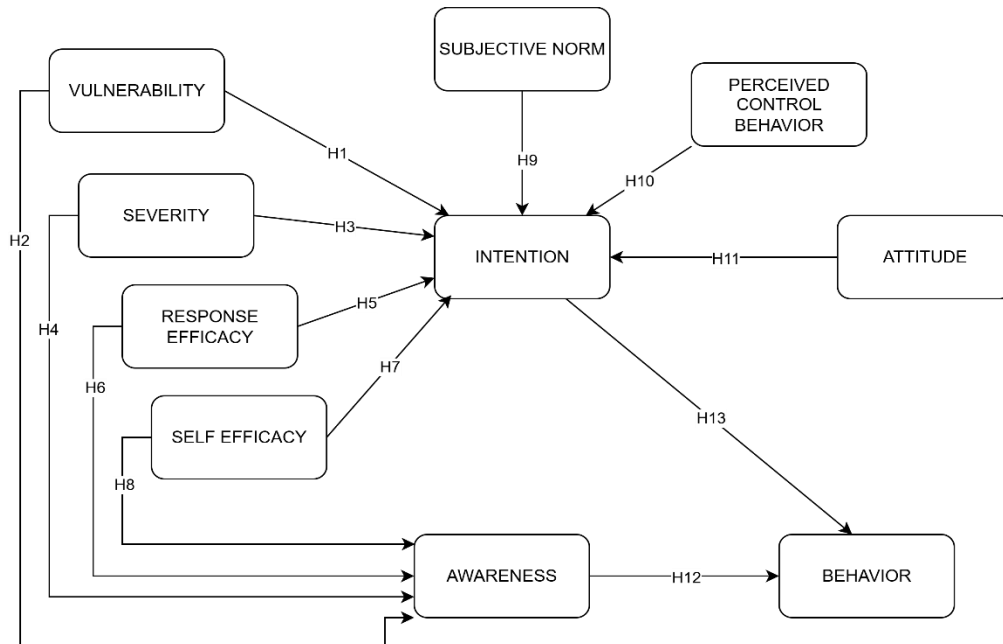 SUBJECTIVE NORM
VULNERABILITY
PERCEIVED
CONTROL
BEHAVIOR
H1
H9
H10
SEVERITY
H3
H2
INTENTION
H11
ATTITUDE
H5
RESPONSE
EFFICACY
H4
H6
H7
H13
SELF EFFICACY
H8
AWARENESS
H12
BEHAVIOR